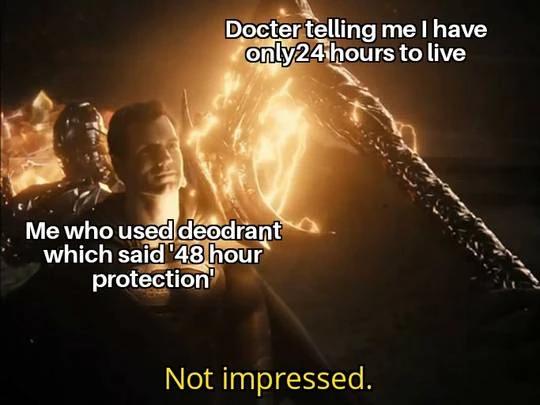 Docter telling me I have
only24 hours to live
Me who used deodrant
which said '48 hour
protection'
Not impressed.